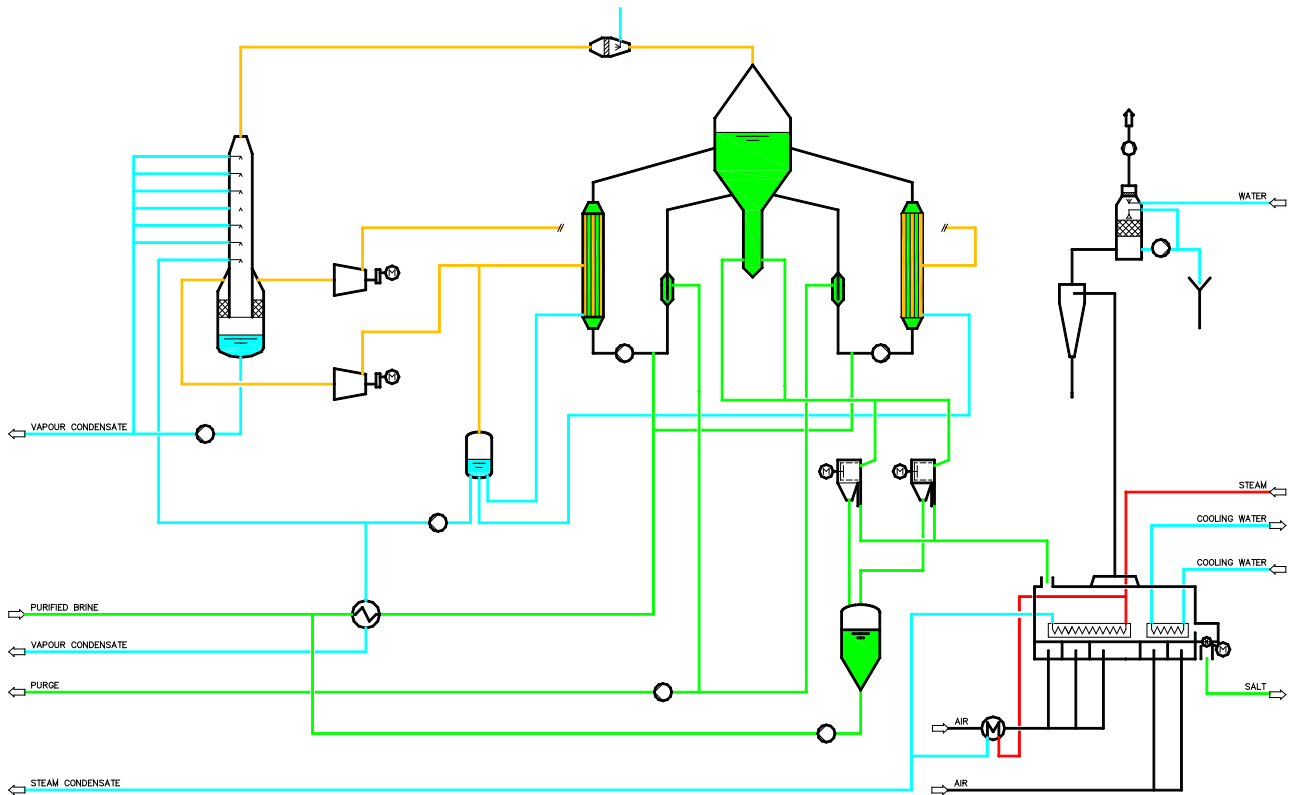 WATER
M
M
VAPOUR CONDENSATE
M
M
STEAM
COOLING WATER
COOLING WATER
PURIFIED BRINE
VAPOUR CONDENSATE
M
PURGE
SALT
AIR
STEAM CONDENSATE
AIR